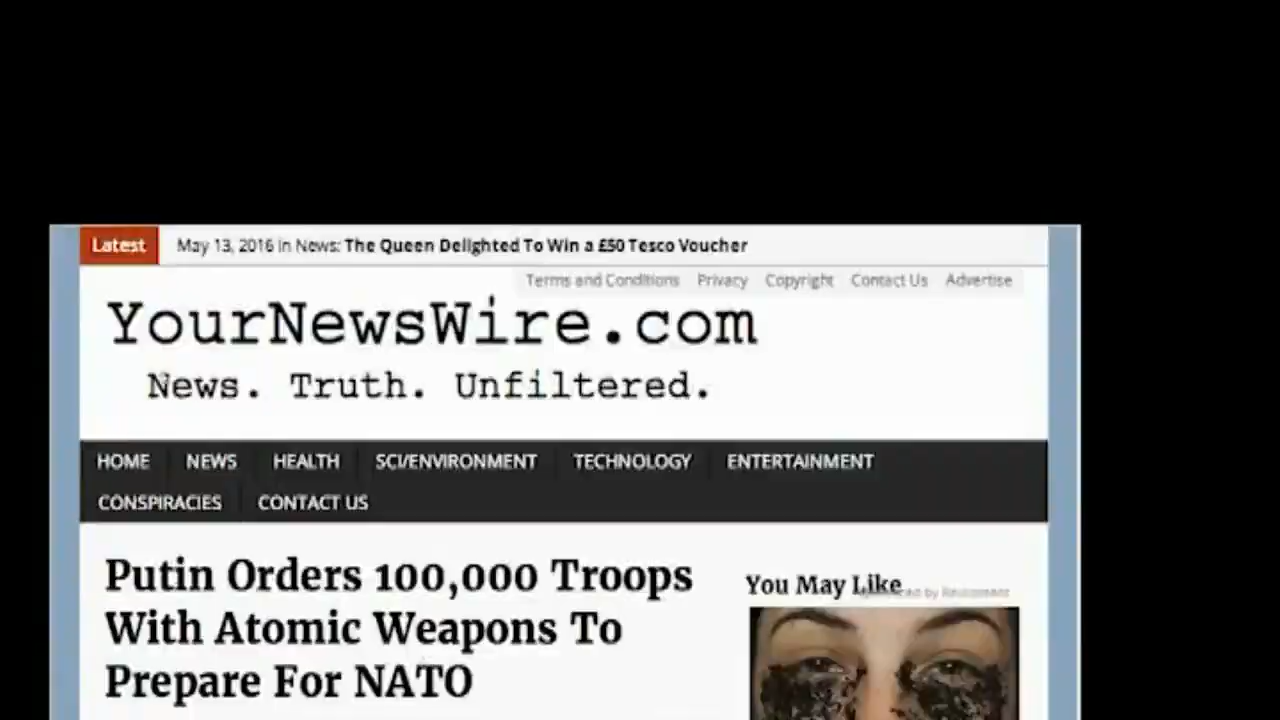 Latest May 13, 2016 in News: The Queen Delighted To Win a £50 Tesco Voucher
Terms and Conditions Privacy Copyright Contact Us Advertise
YourNewsWire.com
News. Truth. Unfiltered.
HOME NEWS HEALTH SCI/ENVIRONMENT TECHNOLOGY ENTERTAINMENT
CONSPIRACIES CONTACT US
Putin Orders 100,000 Troops
With Atomic Weapons To
Prepare For NATO
You May Like